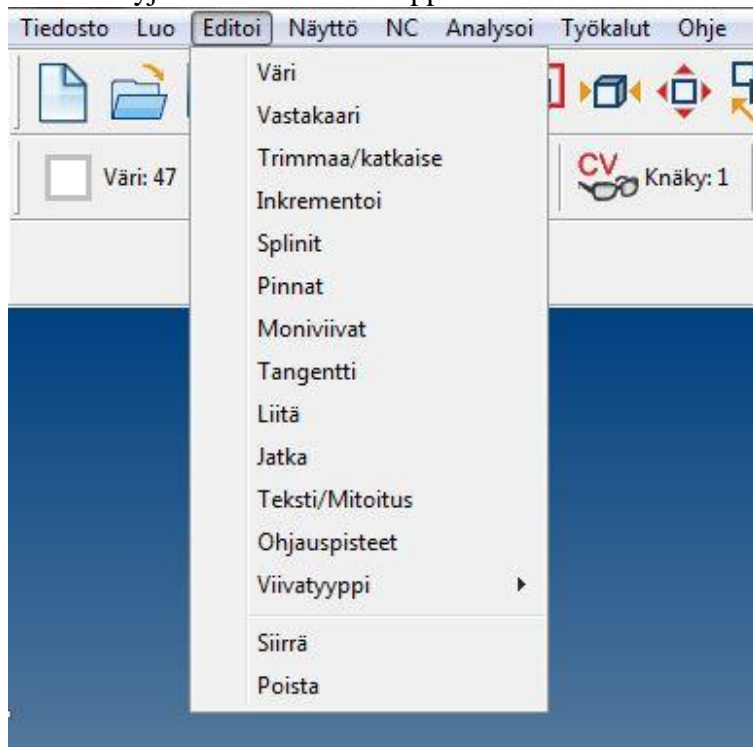 Tiedosto Luo Editoi Näyttö NC Analysoi Työkalut Ohje
Väri: 47
CV Knäky: 1
Väri
Vastakaari
Trimmaa/katkaise
Inkrementoi
Splinit
Pinnat
Moniviivat
Tangentti
Liitä
Jatka
Teksti/Mitoitus
Ohjauspisteet
Viivatyyppi
Siirrä
Poista